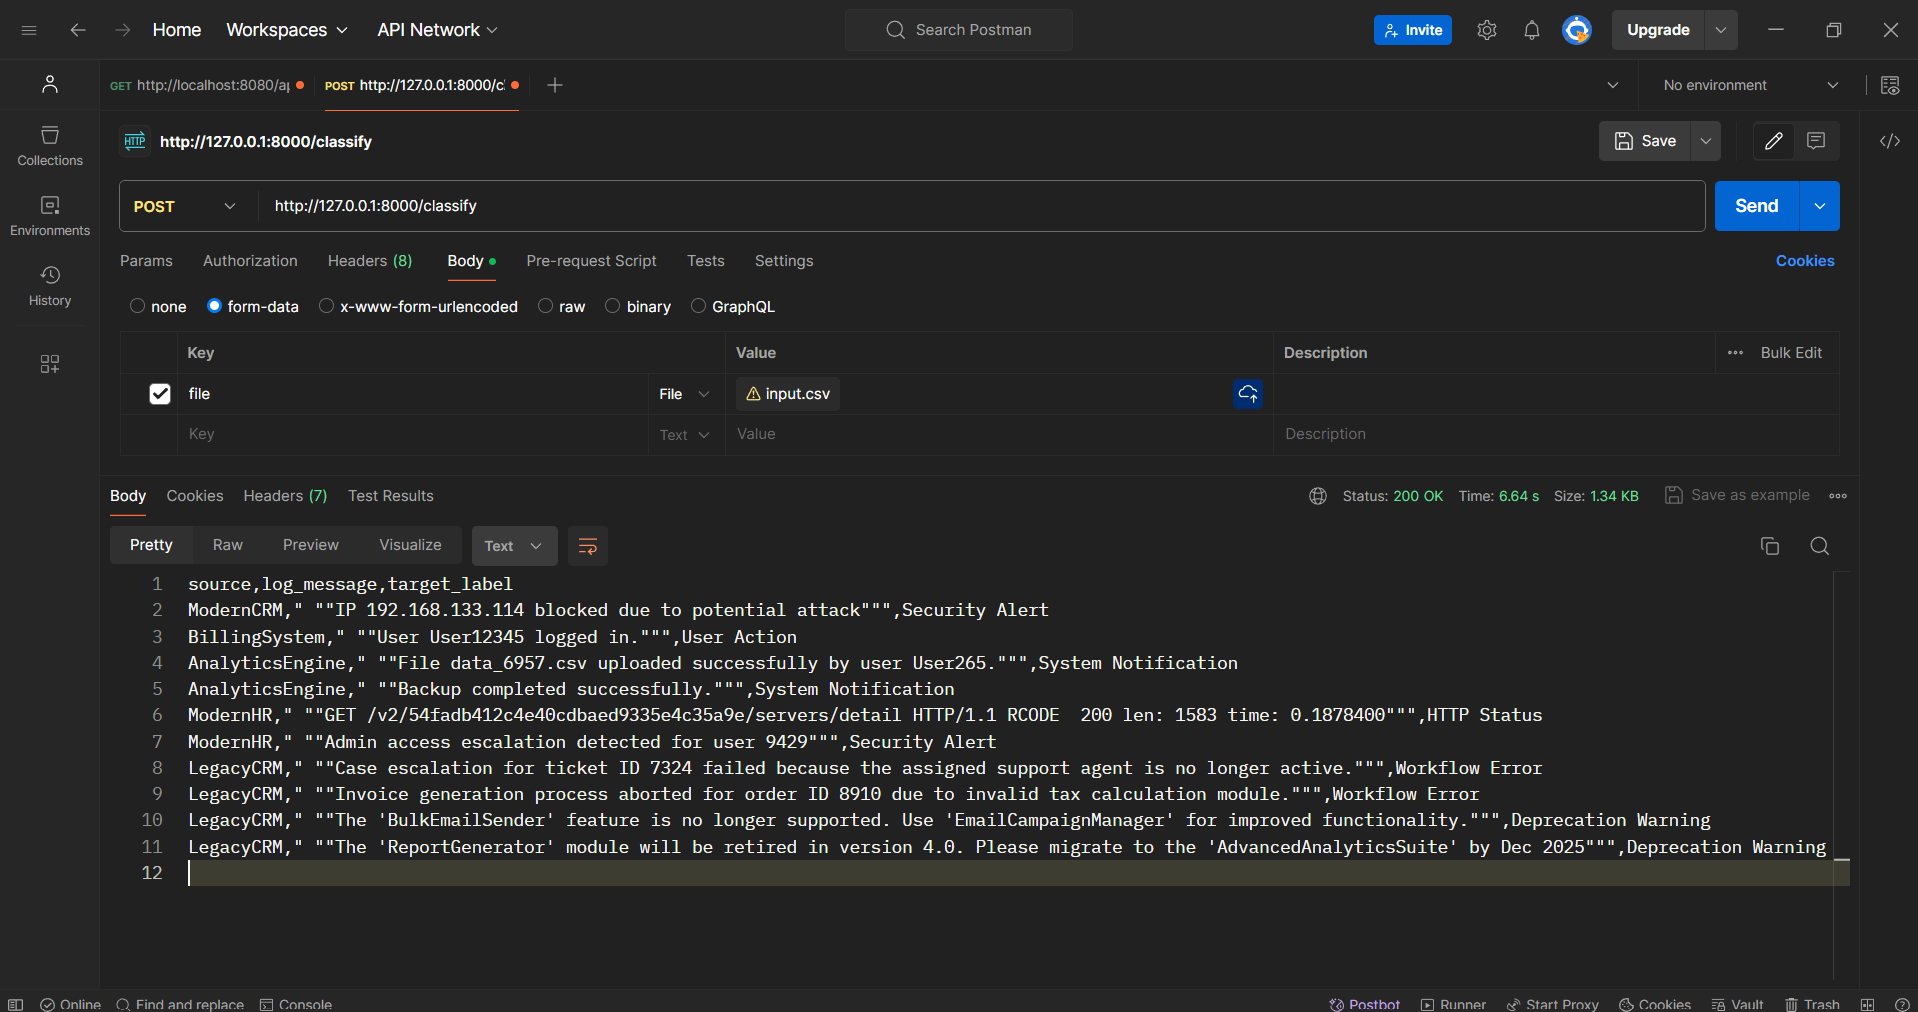 Home Workspaces API Network Search Postman Invite Upgrade
GET http://localhost:8080/a POST http://127.0.0.1:8000/c No environment
HTTP http://127.0.0.1:8000/classify Save
Collections
Environments
History
POST http://127.0.0.1:8000/classify Send
Params Authorization Headers (8) Body Pre-request Script Tests Settings Cookies
none form-data x-www-form-urlencoded raw binary GraphQL
Key Value Description Bulk Edit
file File input.csv
Key Text Value Description
Body Cookies Headers (7) Test Results Status: 200 OK Time: 6.64 s Size: 1.34 KB Save as example
Pretty Raw Preview Visualize Text
1 source,log_message,target_label
2 ModernCRM," ""IP 192.168.133.114 blocked due to potential attack""",Security Alert
3 BillingSystem," ""User User12345 logged in.""",User Action
4 AnalyticsEngine," ""File data_6957.csv uploaded successfully by user User265.""",System Notification
5 AnalyticsEngine," ""Backup completed successfully.""",System Notification
6 ModernHR," ""GET /v2/54fadb412c4e40cdbaed9335e4c35a9e/servers/detail HTTP/1.1 RCODE  200 len: 1583 time: 0.1878400""",HTTP Status
7 ModernHR," ""Admin access escalation detected for user 9429""",Security Alert
8 LegacyCRM," ""Case escalation for ticket ID 7324 failed because the assigned support agent is no longer active.""",Workflow Error
9 LegacyCRM," ""Invoice generation process aborted for order ID 8910 due to invalid tax calculation module.""",Workflow Error
10 LegacyCRM," ""The 'BulkEmailSender' feature is no longer supported. Use 'EmailCampaignManager' for improved functionality.""",Deprecation Warning
11 LegacyCRM," ""The 'ReportGenerator' module will be retired in version 4.0. Please migrate to the 'AdvancedAnalyticsSuite' by Dec 2025""",Deprecation Warning
12
Online Find and replace Console Postbot Runner Start Proxy Cookies Vault Trash